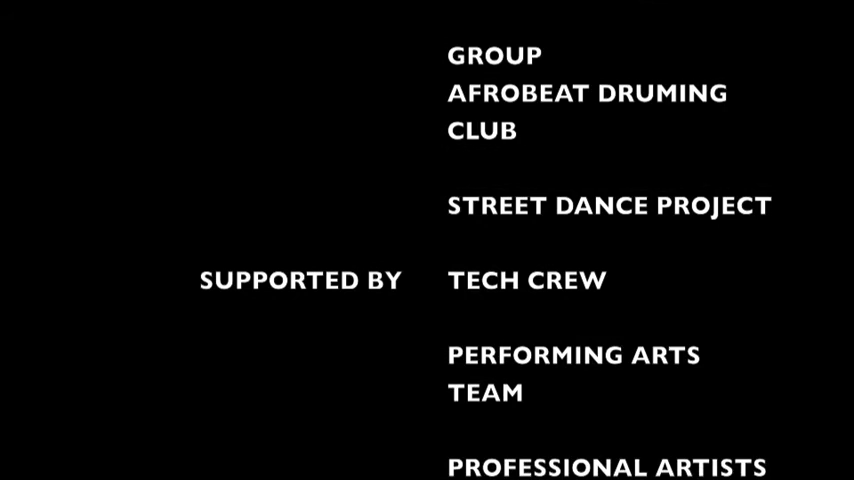 GROUP
AFROBEAT DRUMING
CLUB
STREET DANCE PROJECT
SUPPORTED BY TECH CREW
PERFORMING ARTS
TEAM
PROFESSIONAL ARTISTS